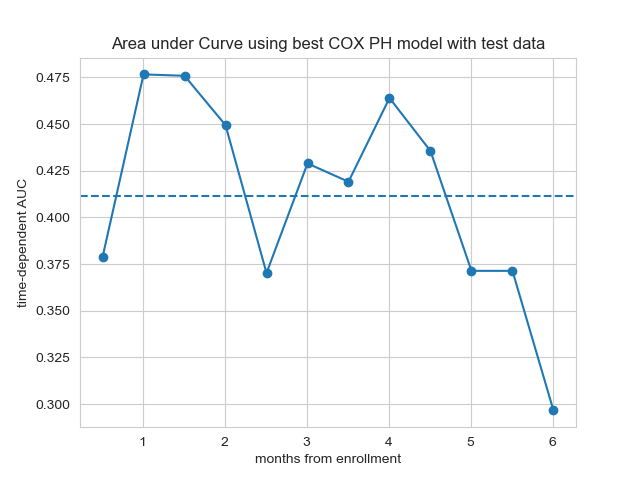 Area under Curve using best COX PH model with test data
time-dependent AUC
0.475
0.450
0.425
0.400
0.375
0.350
0.325
0.300
1 2 3 4 5 6
months from enrollment